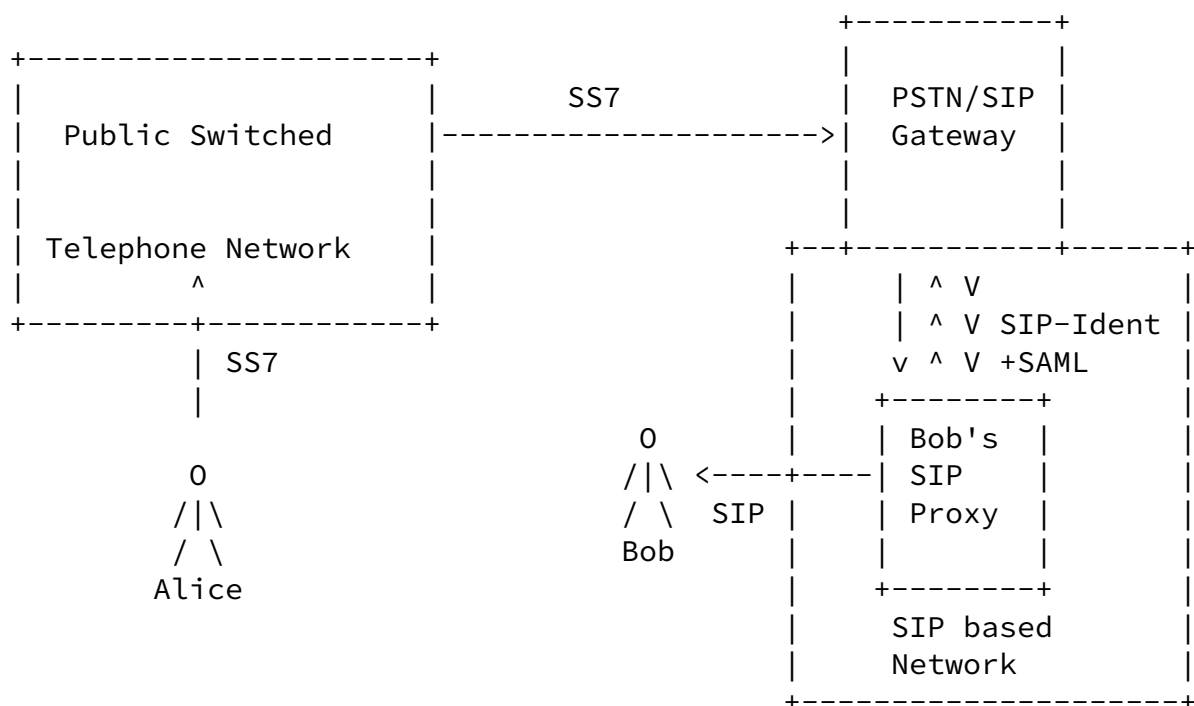 SS7
PSTN/SIP
Public Switched
Gateway
Telephone Network
SIP-Ident
SS7
+SAML
Bob's
SIP
SIP
Proxy
Bob
Alice
SIP based
Network